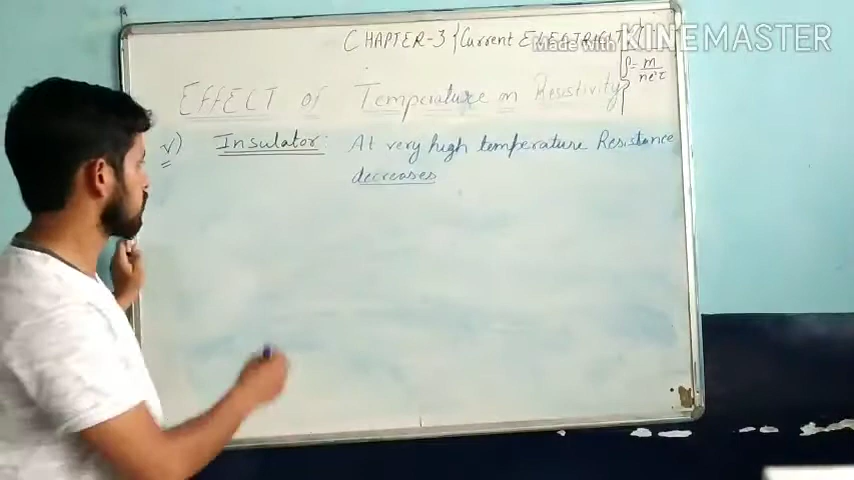 CHAPTER-3 {Current ELECTRICITY
Made with KINEMASTER
ρ = m
ne²τ
EFFECT of Temperature on Resistivity
v) Insulator: At very high temperature Resistance
decreases